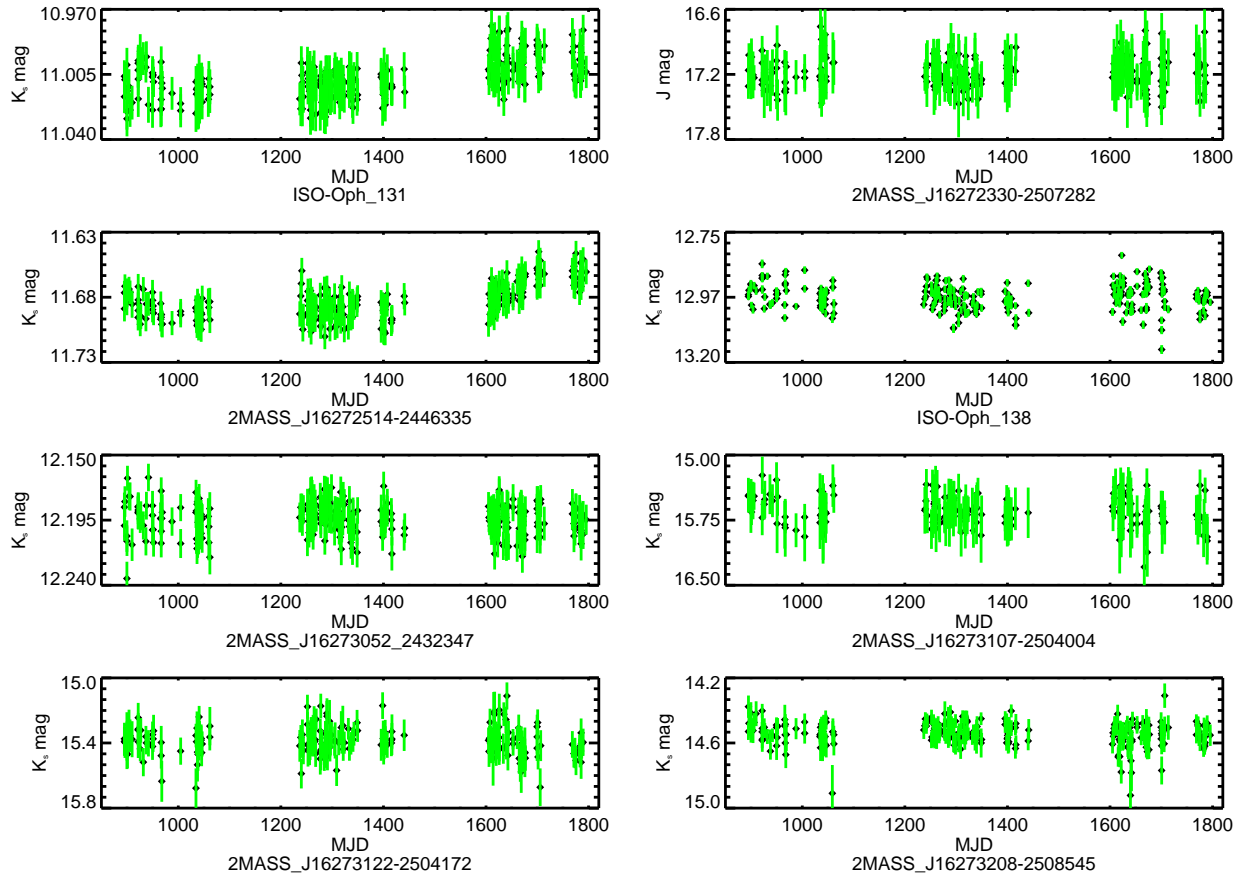 10.970
11.005
11.040
K_s mag
1000 1200 1400 1600 1800
MJD
ISO-Oph_131
16.6
17.2
17.8
J mag
1000 1200 1400 1600 1800
MJD
2MASS_J16272330-2507282
11.63
11.68
11.73
K_s mag
1000 1200 1400 1600 1800
MJD
2MASS_J16272514-2446335
12.75
12.97
13.20
K_s mag
1000 1200 1400 1600 1800
MJD
ISO-Oph_138
12.150
12.195
12.240
K_s mag
1000 1200 1400 1600 1800
MJD
2MASS_J16273052_2432347
15.00
15.75
16.50
K_s mag
1000 1200 1400 1600 1800
MJD
2MASS_J16273107-2504004
15.0
15.4
15.8
K_s mag
1000 1200 1400 1600 1800
MJD
2MASS_J16273122-2504172
14.2
14.6
15.0
K_s mag
1000 1200 1400 1600 1800
MJD
2MASS_J16273208-2508545